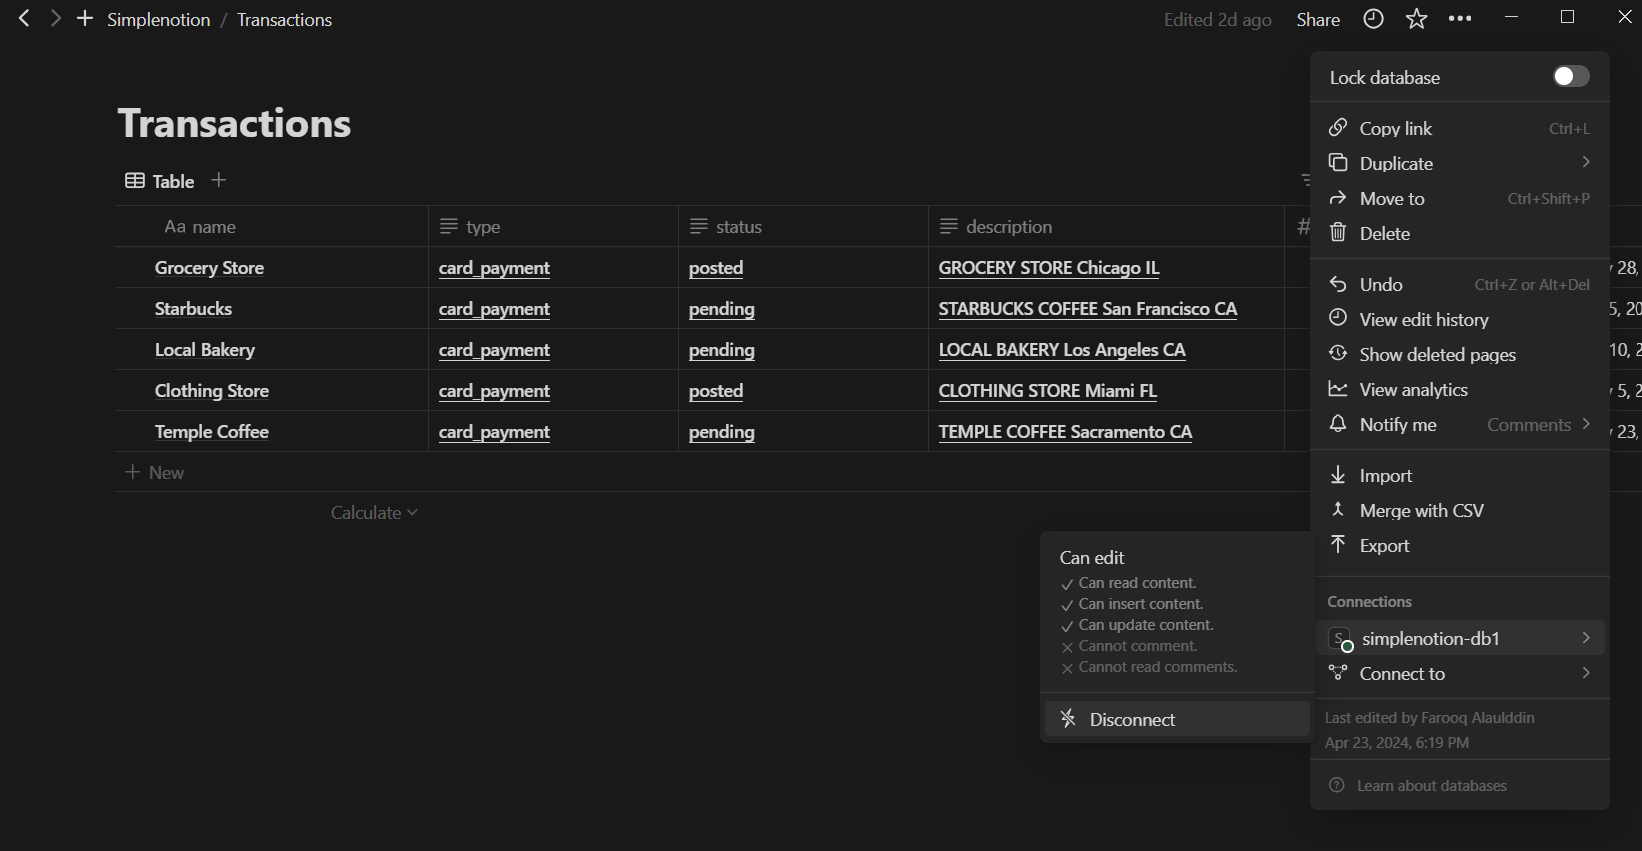 Simplenotion / Transactions
Edited 2d ago Share
Transactions
Table
Aa name type status description #
Grocery Store card_payment posted GROCERY STORE Chicago IL 28,
Starbucks card_payment pending STARBUCKS COFFEE San Francisco CA 5, 20
Local Bakery card_payment pending LOCAL BAKERY Los Angeles CA 10, 2
Clothing Store card_payment posted CLOTHING STORE Miami FL 5, 2
Temple Coffee card_payment pending TEMPLE COFFEE Sacramento CA 23,
+ New
Calculate
Lock database
Copy link Ctrl+L
Duplicate
Move to Ctrl+Shift+P
Delete
Undo Ctrl+Z or Alt+Del
View edit history
Show deleted pages
View analytics
Notify me Comments
Import
Merge with CSV
Export
Connections
S simplenotion-db1
Connect to
Last edited by Farooq Alaulddin
Apr 23, 2024, 6:19 PM
Learn about databases
Can edit
Can read content.
Can insert content.
Can update content.
Cannot comment.
Cannot read comments.
Disconnect